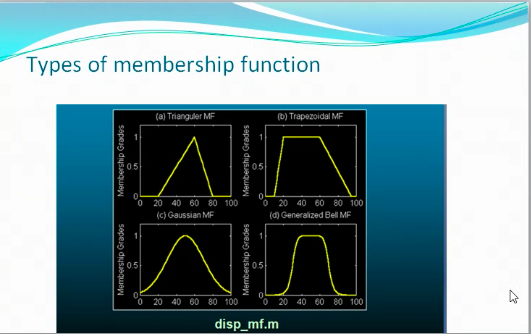 Types of membership function
(a) Trianguler MF
(b) Trapezoidal MF
Membership Grades
1
0.5
0
0 20 40 60 80 100
Membership Grades
1
0.5
0
0 20 40 60 80 100
(c) Gaussian MF
(d) Generalized Bell MF
Membership Grades
1
0.5
0
0 20 40 60 80 100
Membership Grades
1
0.5
0
0 20 40 60 80 100
disp_mf.m